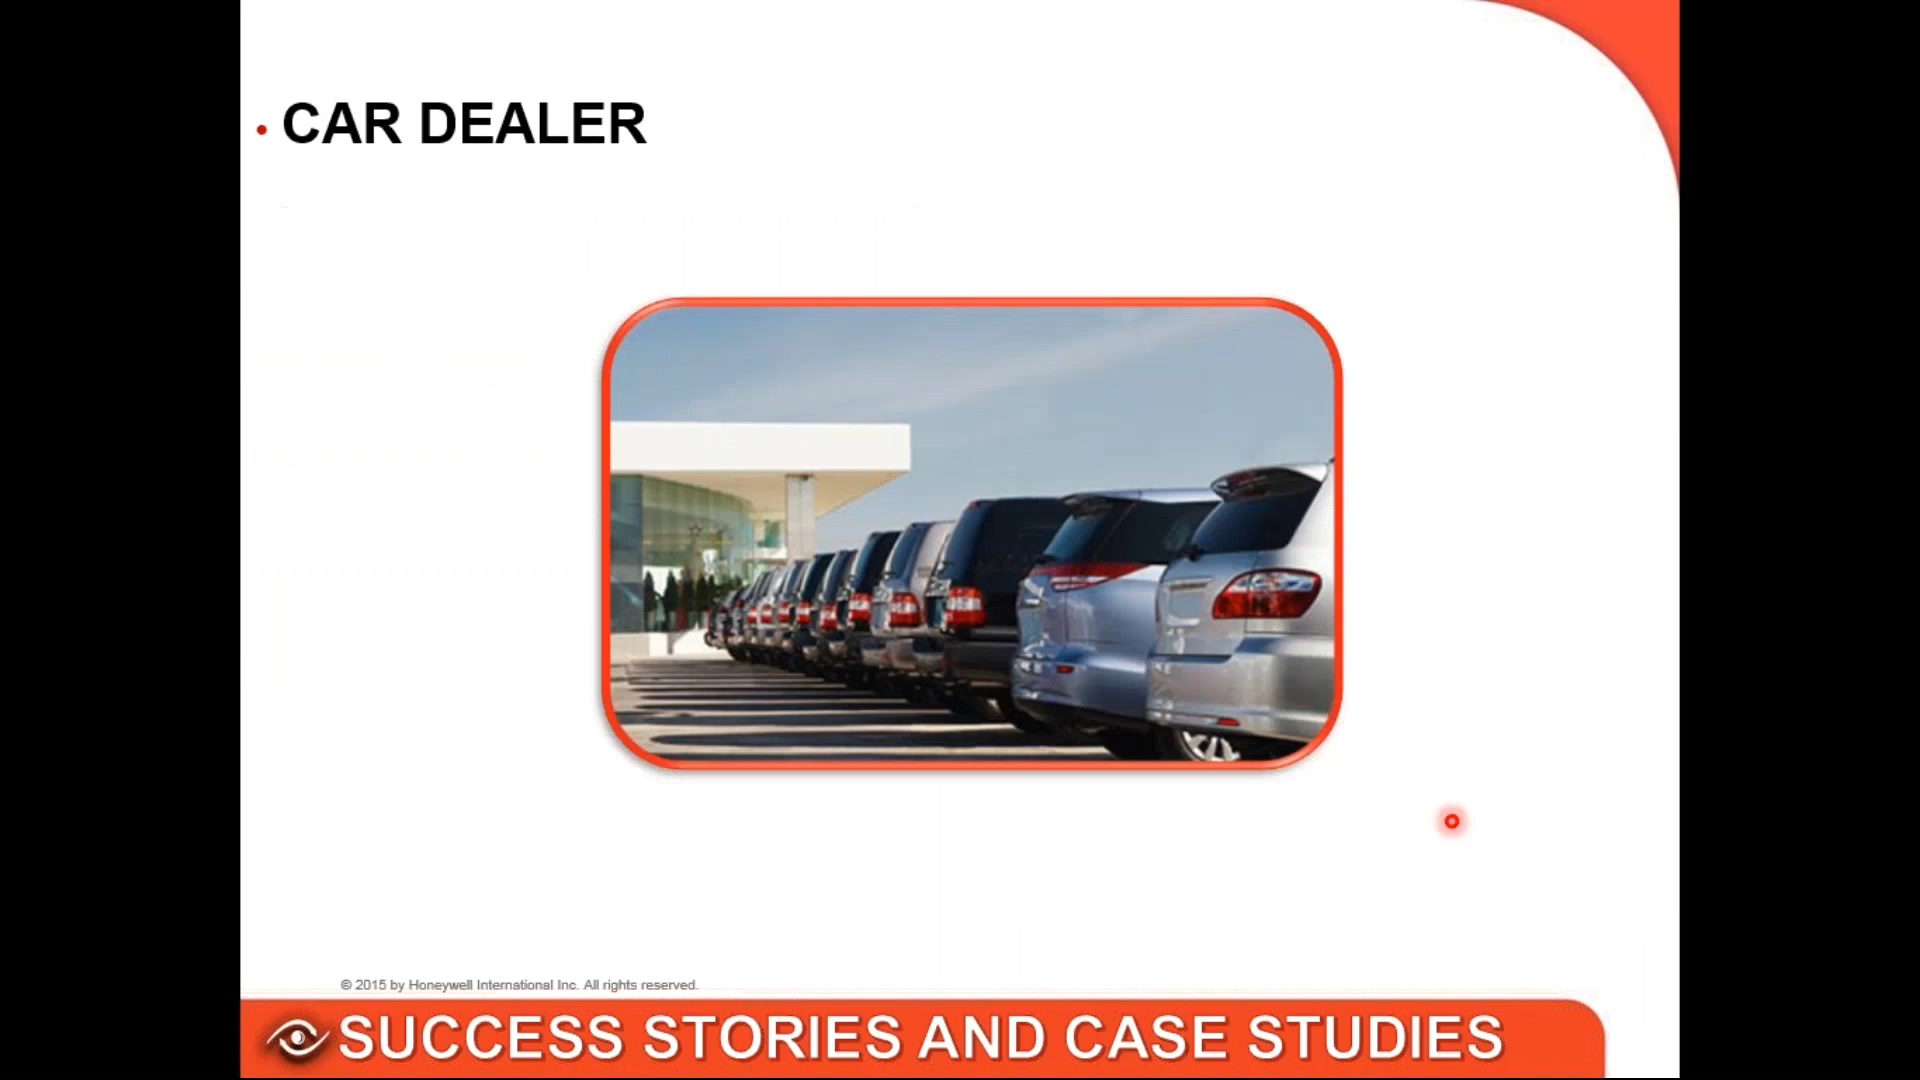 • CAR DEALER
© 2015 by Honeywell International Inc. All rights reserved.
SUCCESS STORIES AND CASE STUDIES